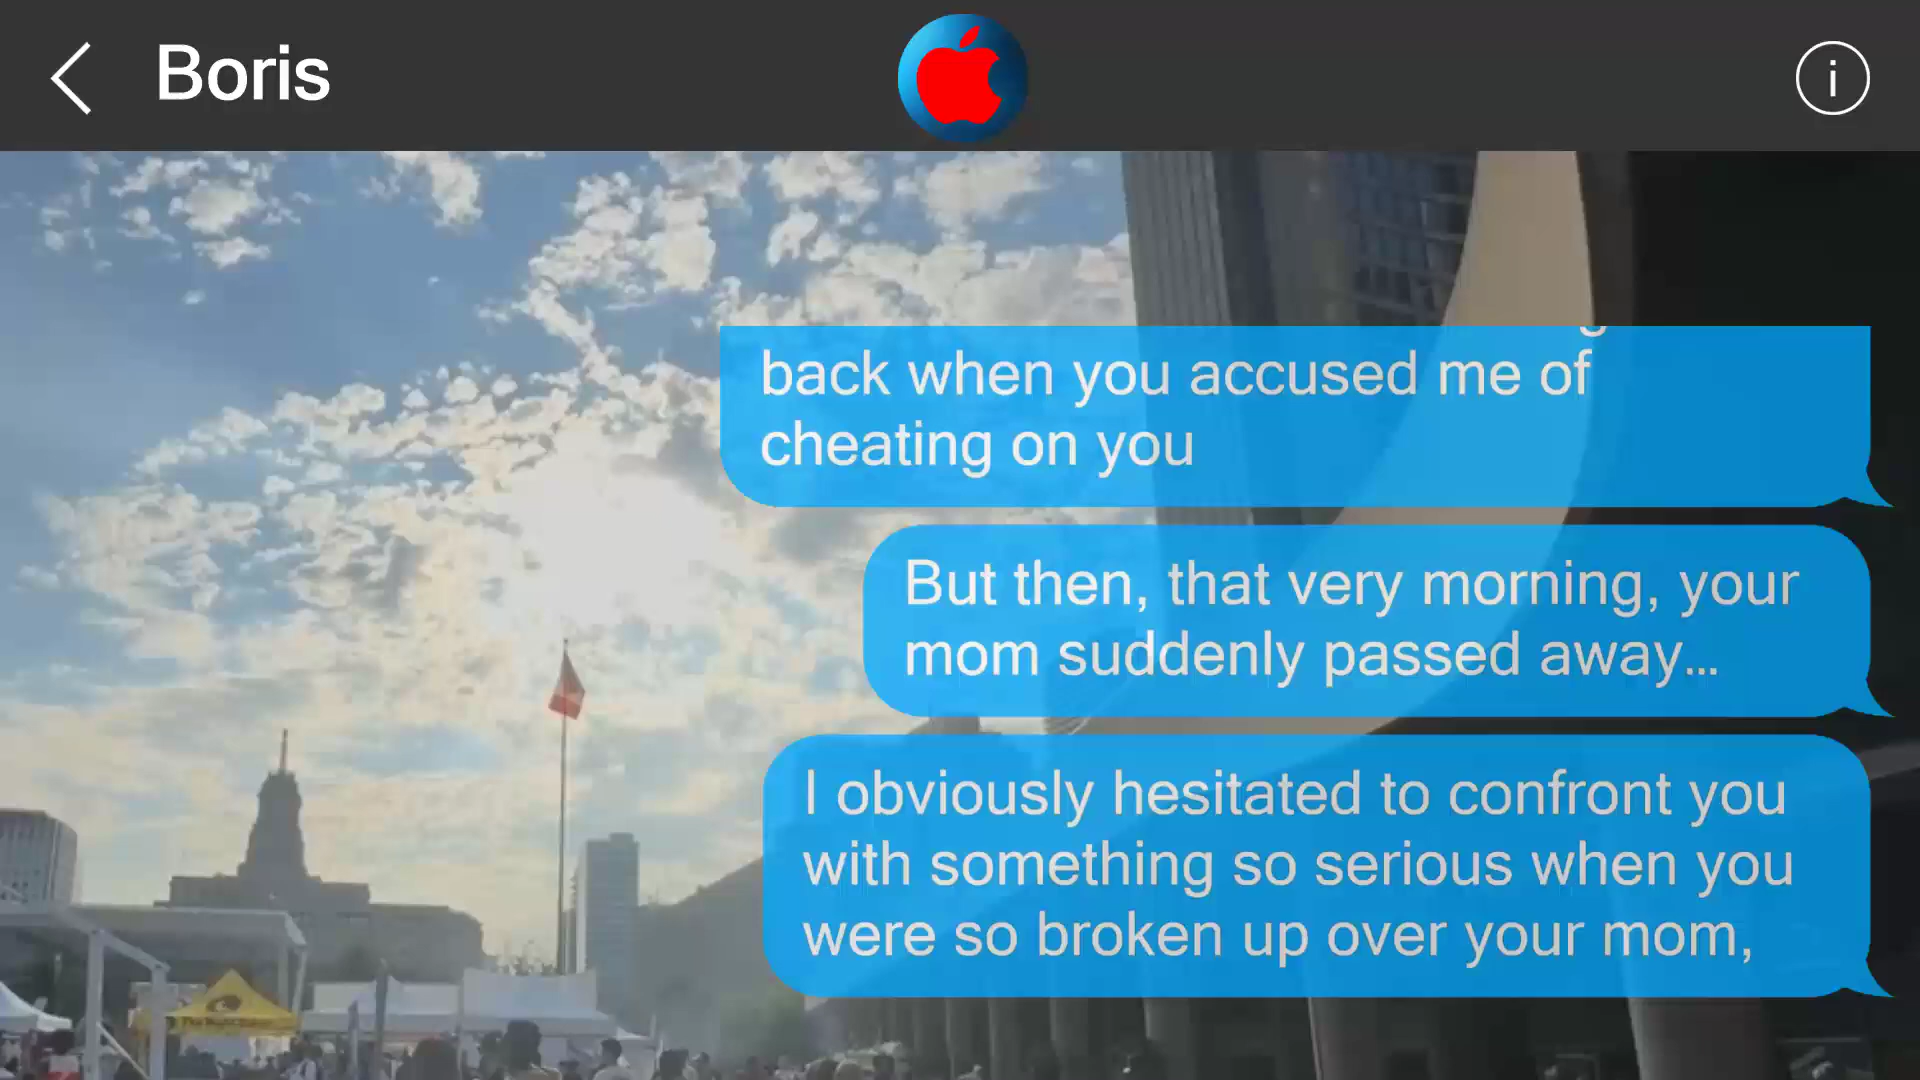 Boris
i
back when you accused me of
cheating on you
But then, that very morning, your
mom suddenly passed away...
I obviously hesitated to confront you
with something so serious when you
were so broken up over your mom,